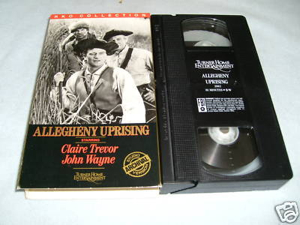 RKO COLLECTION
ALLEGHENY UPRISING
STARRING
Claire Trevor
John Wayne
TURNER HOME
ENTERTAINMENT
TURNER HOME
ENTERTAINMENT
ALLEGHENY
UPRISING